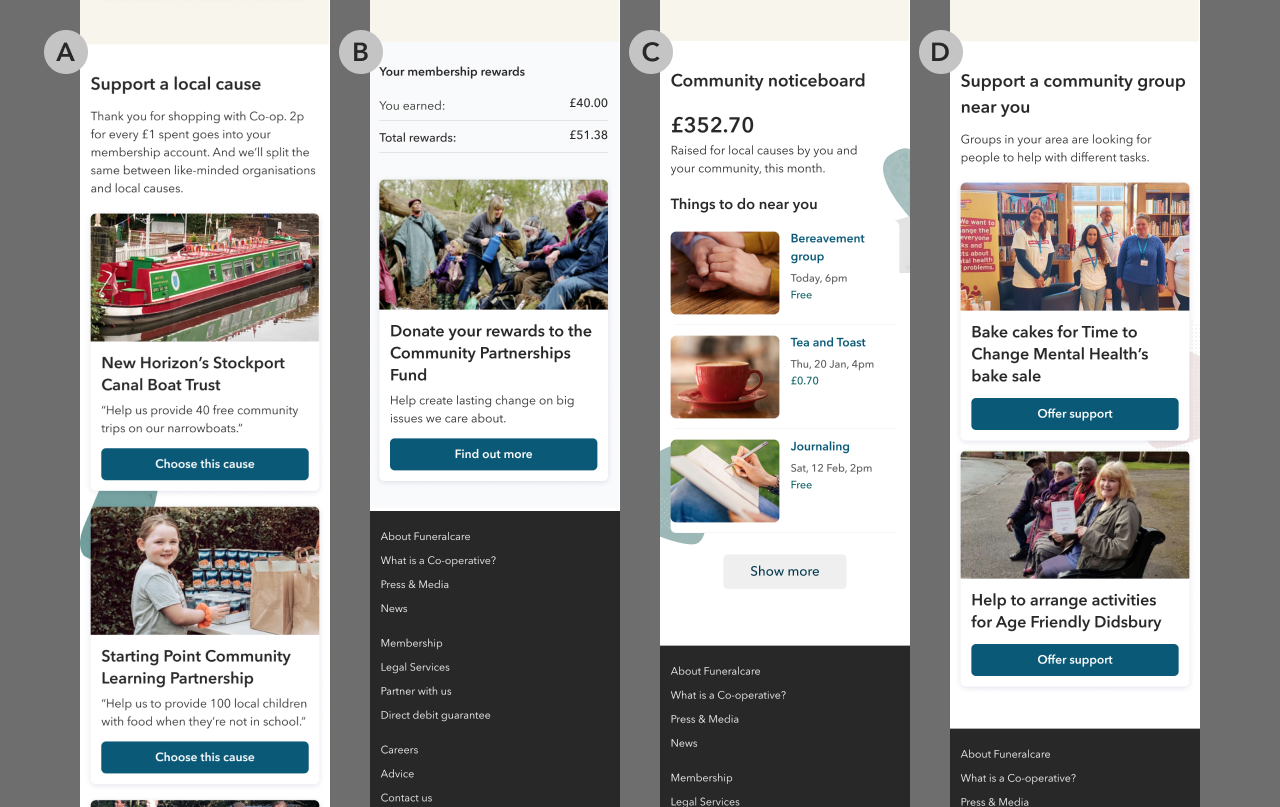 A
Support a local cause
Thank you for shopping with Co-op. 2p
for every £1 spent goes into your
membership account. And we’ll split the
same between like-minded organisations
and local causes.
New Horizon’s Stockport
Canal Boat Trust
“Help us provide 40 free community
trips on our narrowboats.”
Choose this cause
Starting Point Community
Learning Partnership
“Help us to provide 100 local children
with food when they’re not in school.”
Choose this cause
B
Your membership rewards
You earned: £40.00
Total rewards: £51.38
Donate your rewards to the
Community Partnerships
Fund
Help create lasting change on big
issues we care about.
Find out more
About Funeralcare
What is a Co-operative?
Press & Media
News
Membership
Legal Services
Partner with us
Direct debit guarantee
Careers
Advice
Contact us
C
Community noticeboard
£352.70
Raised for local causes by you and
your community, this month.
Things to do near you
Bereavement
group
Today, 6pm
Free
Tea and Toast
Thu, 20 Jan, 4pm
£0.70
Journaling
Sat, 12 Feb, 2pm
Free
Show more
About Funeralcare
What is a Co-operative?
Press & Media
News
Membership
Legal Services
D
Support a community group
near you
Groups in your area are looking for
people to help with different tasks.
We want to
problems.
Bake cakes for Time to
Change Mental Health’s
bake sale
Offer support
Help to arrange activities
for Age Friendly Didsbury
Offer support
About Funeralcare
What is a Co-operative?
Press & Media